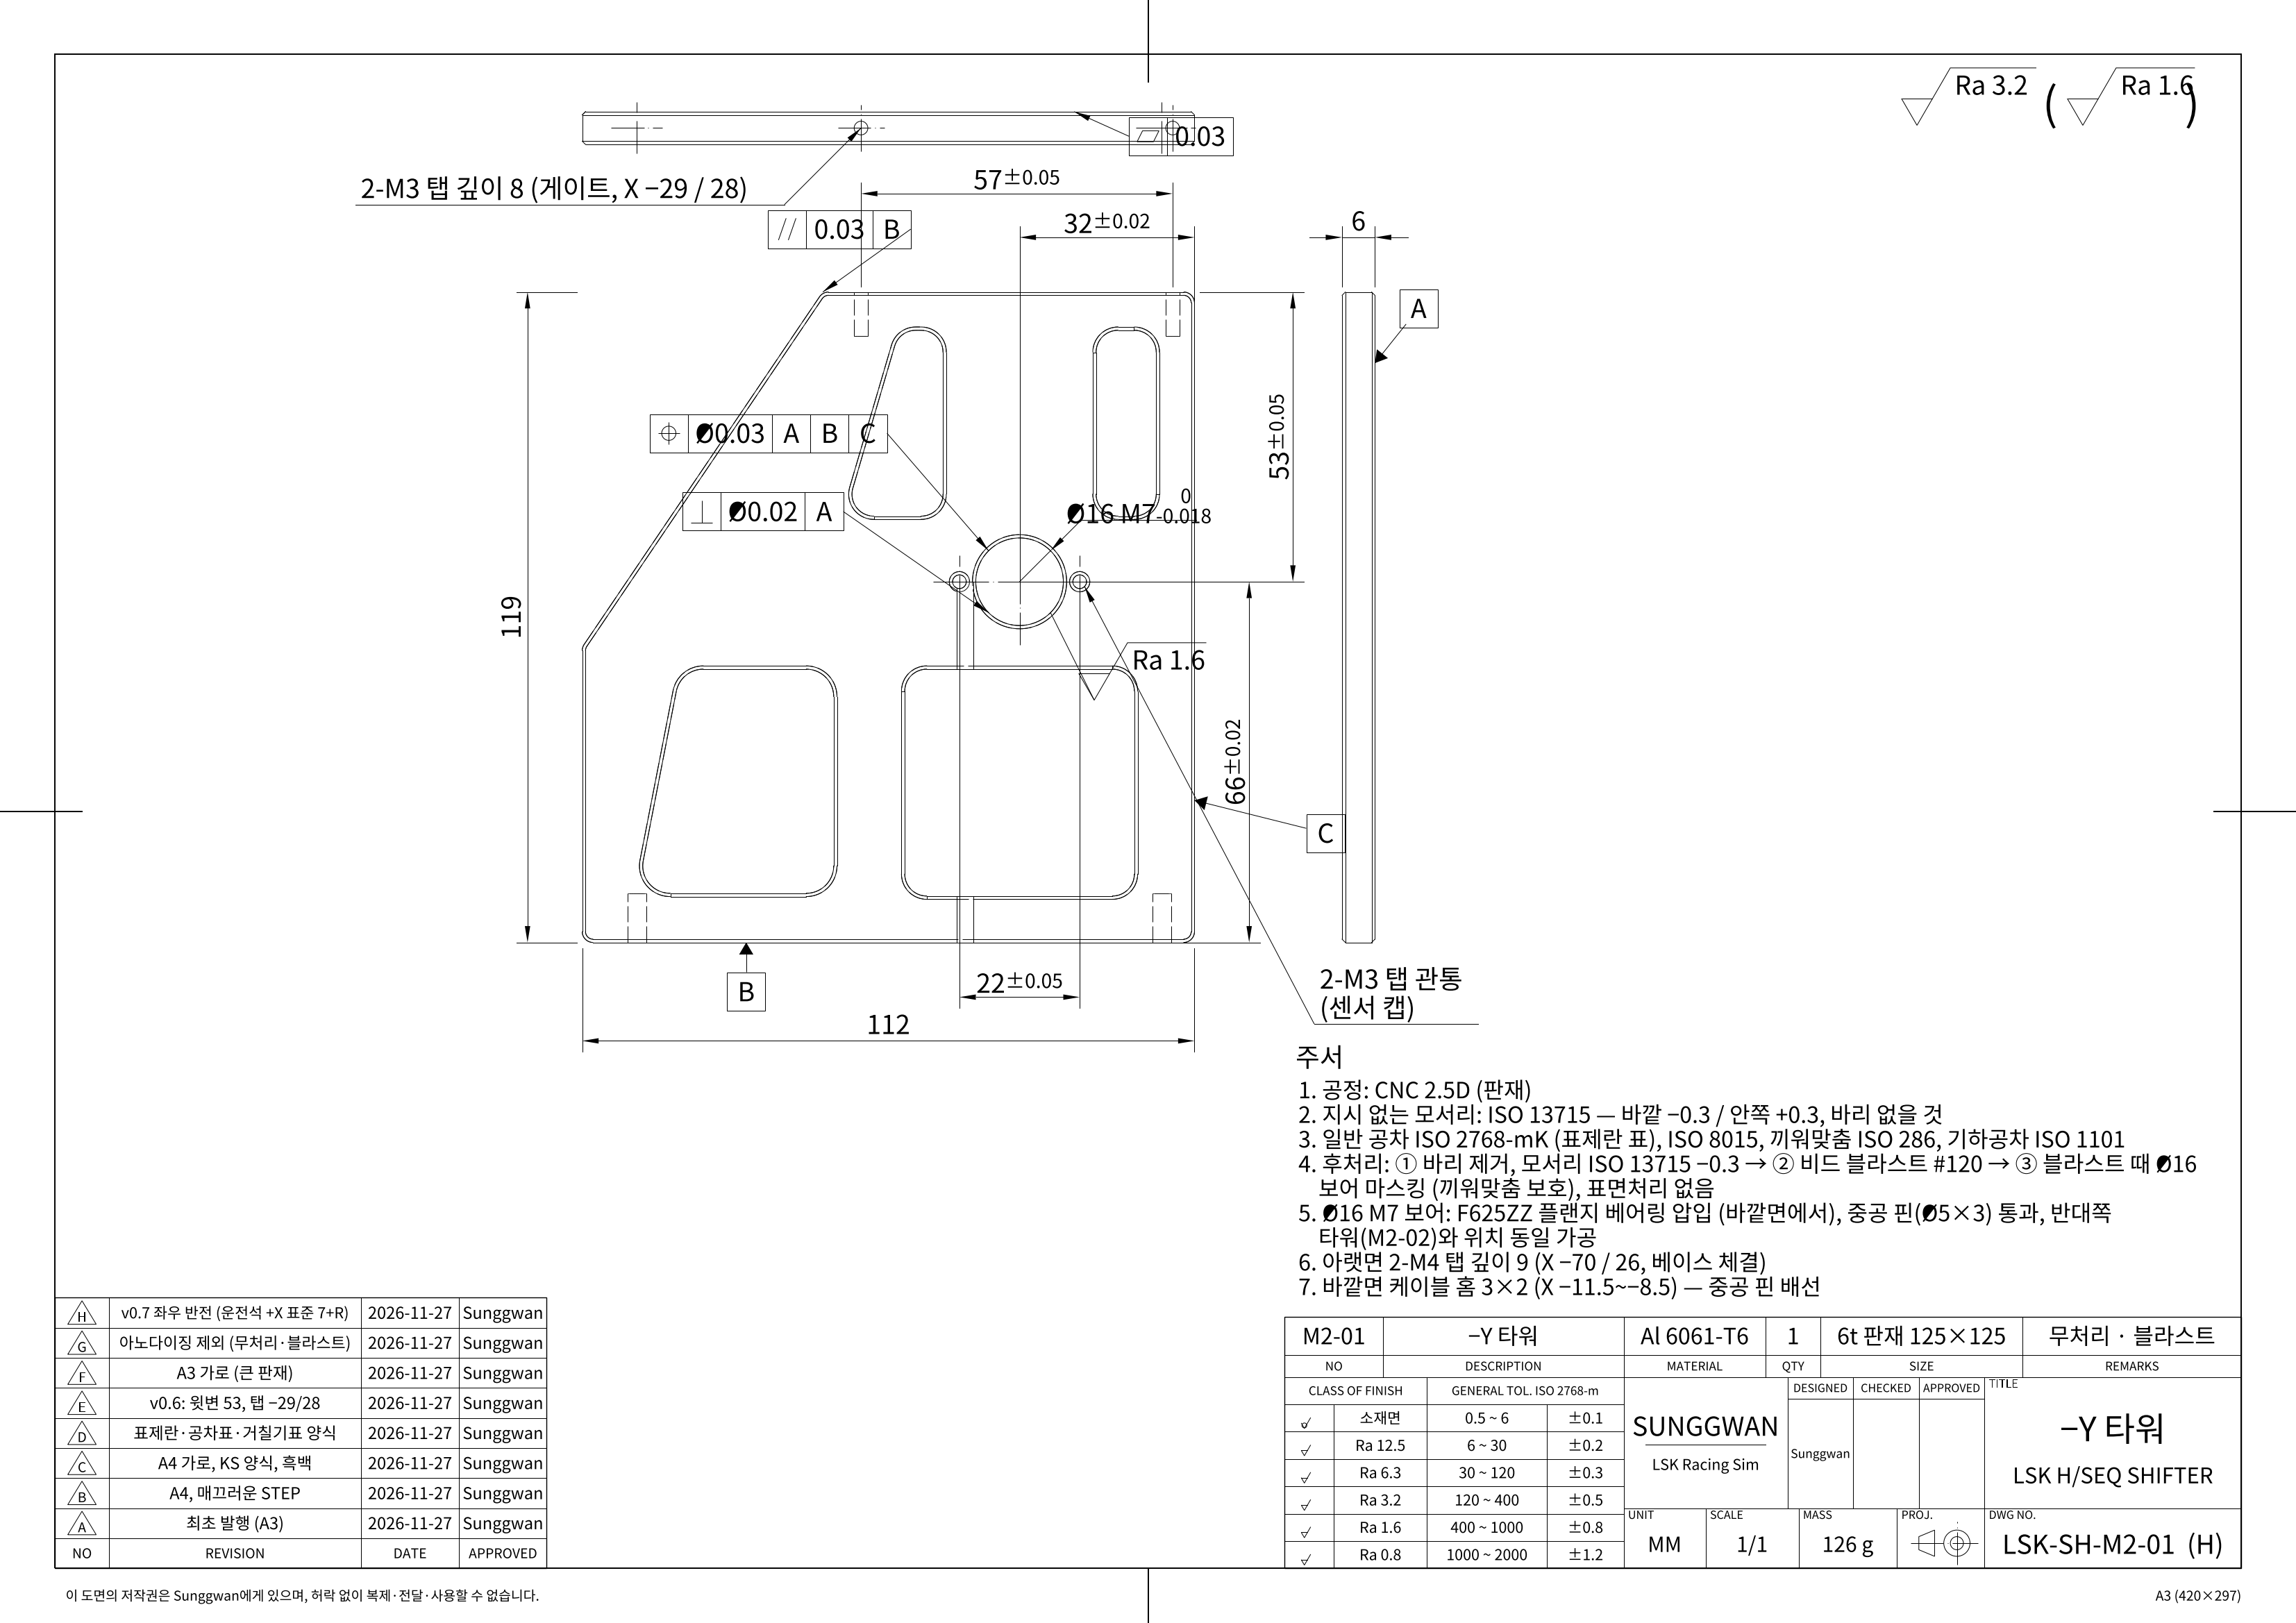 Ra 3.2 ( Ra 1.6 )
0.03
2-M3 탭 깊이 8 (게이트, X −29 / 28)
57±0.05
// 0.03 B
32±0.02
6
A
53±0.05
Ø0.03 A B C
⊥ Ø0.02 A
0
Ø16 M7-0.018
119
Ra 1.6
66±0.02
C
B
22±0.05
2-M3 탭 관통
(센서 캡)
112
주서
1. 공정: CNC 2.5D (판재)
2. 지시 없는 모서리: ISO 13715 — 바깥 −0.3 / 안쪽 +0.3, 바리 없을 것
3. 일반 공차 ISO 2768-mK (표제란 표), ISO 8015, 끼워맞춤 ISO 286, 기하공차 ISO 1101
4. 후처리: ① 바리 제거, 모서리 ISO 13715 −0.3 → ② 비드 블라스트 #120 → ③ 블라스트 때 Ø16
보어 마스킹 (끼워맞춤 보호), 표면처리 없음
5. Ø16 M7 보어: F625ZZ 플랜지 베어링 압입 (바깥면에서), 중공 핀(Ø5×3) 통과, 반대쪽
타워(M2-02)와 위치 동일 가공
6. 아랫면 2-M4 탭 깊이 9 (X −70 / 26, 베이스 체결)
7. 바깥면 케이블 홈 3×2 (X −11.5~−8.5) — 중공 핀 배선
H v0.7 좌우 반전 (운전석 +X 표준 7+R) 2026-11-27 Sunggwan
G 아노다이징 제외 (무처리·블라스트) 2026-11-27 Sunggwan
F A3 가로 (큰 판재) 2026-11-27 Sunggwan
E v0.6: 윗변 53, 탭 −29/28 2026-11-27 Sunggwan
D 표제란·공차표·거칠기표 양식 2026-11-27 Sunggwan
C A4 가로, KS 양식, 흑백 2026-11-27 Sunggwan
B A4, 매끄러운 STEP 2026-11-27 Sunggwan
A 최초 발행 (A3) 2026-11-27 Sunggwan
NO REVISION DATE APPROVED
M2-01 −Y 타워 Al 6061-T6 1 6t 판재 125×125 무처리 · 블라스트
NO DESCRIPTION MATERIAL QTY SIZE REMARKS
CLASS OF FINISH GENERAL TOL. ISO 2768-m
소재면 0.5 ~ 6 ±0.1
Ra 12.5 6 ~ 30 ±0.2
Ra 6.3 30 ~ 120 ±0.3
Ra 3.2 120 ~ 400 ±0.5
Ra 1.6 400 ~ 1000 ±0.8
Ra 0.8 1000 ~ 2000 ±1.2
SUNGGWAN
LSK Racing Sim
DESIGNED CHECKED APPROVED
Sunggwan
TITLE
−Y 타워
LSK H/SEQ SHIFTER
UNIT SCALE MASS PROJ. DWG NO.
MM 1/1 126 g LSK-SH-M2-01 (H)
이 도면의 저작권은 Sunggwan에게 있으며, 허락 없이 복제·전달·사용할 수 없습니다.
A3 (420×297)